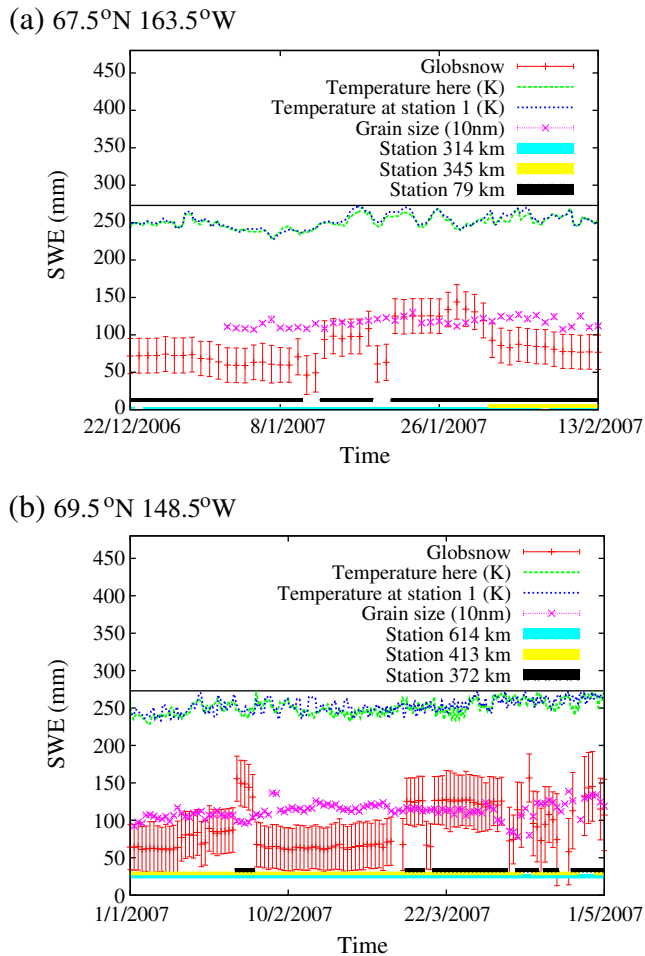 (a) 67.5°N 163.5°W
450
400
350
300
250
200
150
100
50
0
SWE (mm)
Globsnow
Temperature here (K)
Temperature at station 1 (K)
Grain size (10nm)
Station 314 km
Station 345 km
Station 79 km
22/12/2006 8/1/2007 26/1/2007 13/2/2007
Time
(b) 69.5°N 148.5°W
450
400
350
300
250
200
150
100
50
0
SWE (mm)
Globsnow
Temperature here (K)
Temperature at station 1 (K)
Grain size (10nm)
Station 614 km
Station 413 km
Station 372 km
1/1/2007 10/2/2007 22/3/2007 1/5/2007
Time